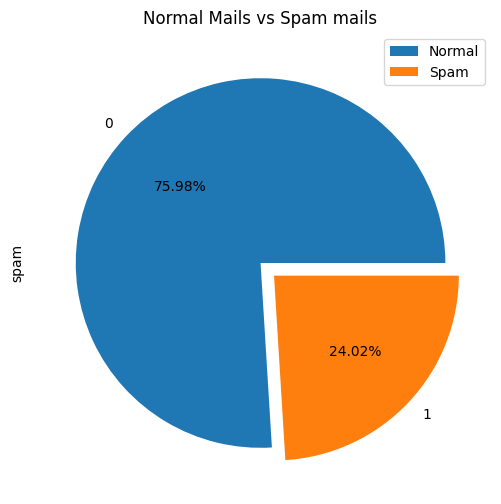 Normal Mails vs Spam mails
Normal
Spam
0
75.98%
spam
24.02%
1